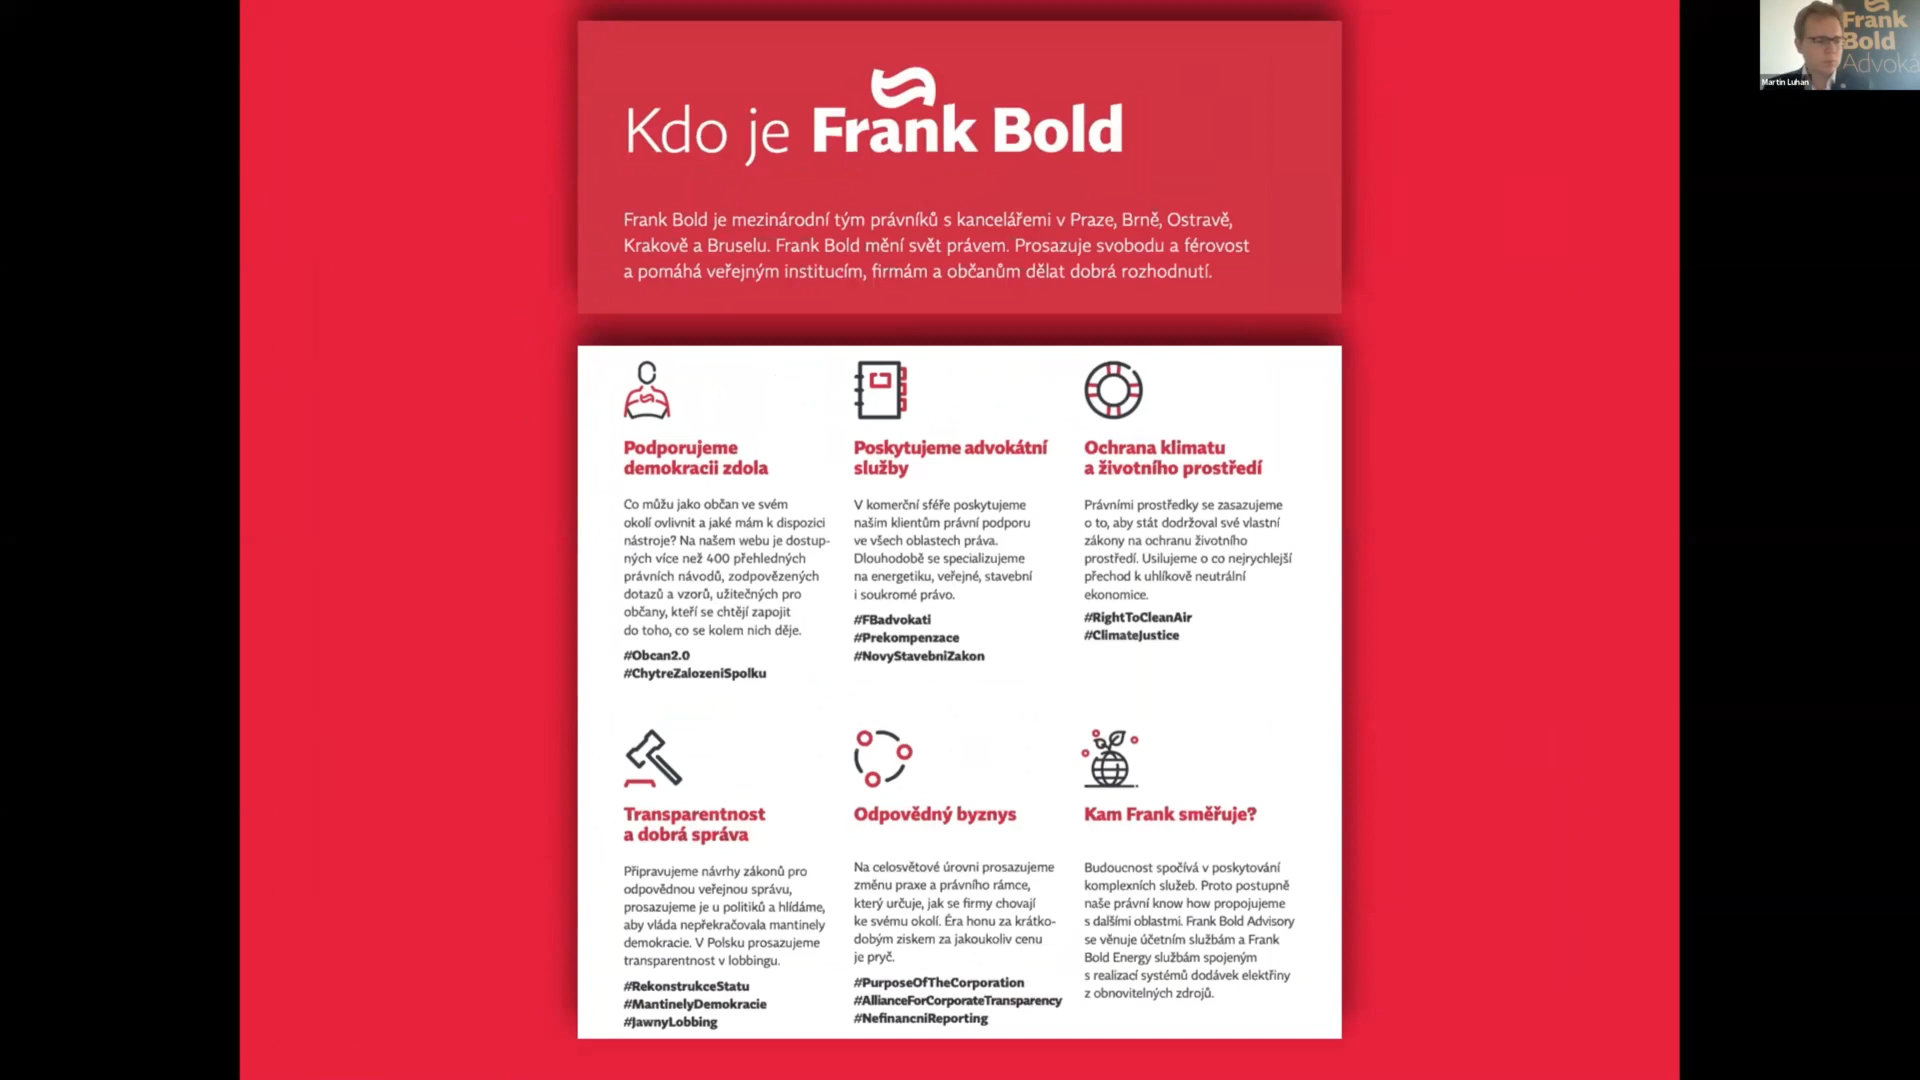 Kdo je Frank Bold
Frank Bold je mezinárodní tým právníků s kancelářemi v Praze, Brně, Ostravě,
Krakově a Bruselu. Frank Bold mění svět právem. Prosazuje svobodu a férovost
a pomáhá veřejným institucím, firmám a občanům dělat dobrá rozhodnutí.
Podporujeme
demokracii zdola
Co můžu jako občan ve svém
okolí ovlivnit a jaké mám k dispozici
nástroje? Na našem webu je dostup-
ných více než 400 přehledných
právních návodů, zodpovězených
dotazů a vzorů, užitečných pro
občany, kteří se chtějí zapojit
do toho, co se kolem nich děje.
#Obcan2.0
#ChytreZalozeniSpolku
Poskytujeme advokátní
služby
V komerční sféře poskytujeme
našim klientům právní podporu
ve všech oblastech práva.
Dlouhodobě se specializujeme
na energetiku, veřejné, stavební
i soukromé právo.
#FBadvokati
#Prekompenzace
#NovyStavebniZakon
Ochrana klimatu
a životního prostředí
Právními prostředky se zasazujeme
o to, aby stát dodržoval své vlastní
zákony na ochranu životního
prostředí. Usilujeme o co nejrychlejší
přechod k uhlíkově neutrální
ekonomice.
#RightToCleanAir
#ClimateJustice
Transparentnost
a dobrá správa
Připravujeme návrhy zákonů pro
odpovědnou veřejnou správu,
prosazujeme je u politiků a hlídáme,
aby vláda nepřekračovala mantinely
demokracie. V Polsku prosazujeme
transparentnost v lobbingu.
#RekonstrukceStatu
#MantinelyDemokracie
#JawnyLobbing
Odpovědný byznys
Na celosvětové úrovni prosazujeme
změnu praxe a právního rámce,
který určuje, jak se firmy chovají
ke svému okolí. Éra honu za krátko-
dobým ziskem za jakoukoliv cenu
je pryč.
#PurposeOfTheCorporation
#AllianceForCorporateTransparency
#NefinancniReporting
Kam Frank směřuje?
Budoucnost spočívá v poskytování
komplexních služeb. Proto postupně
naše právní know how propojujeme
s dalšími oblastmi. Frank Bold Advisory
se věnuje účetním službám a Frank
Bold Energy službám spojeným
s realizací systémů dodávek elektřiny
z obnovitelných zdrojů.
Frank
Bold
Advoká
Martin Luhan